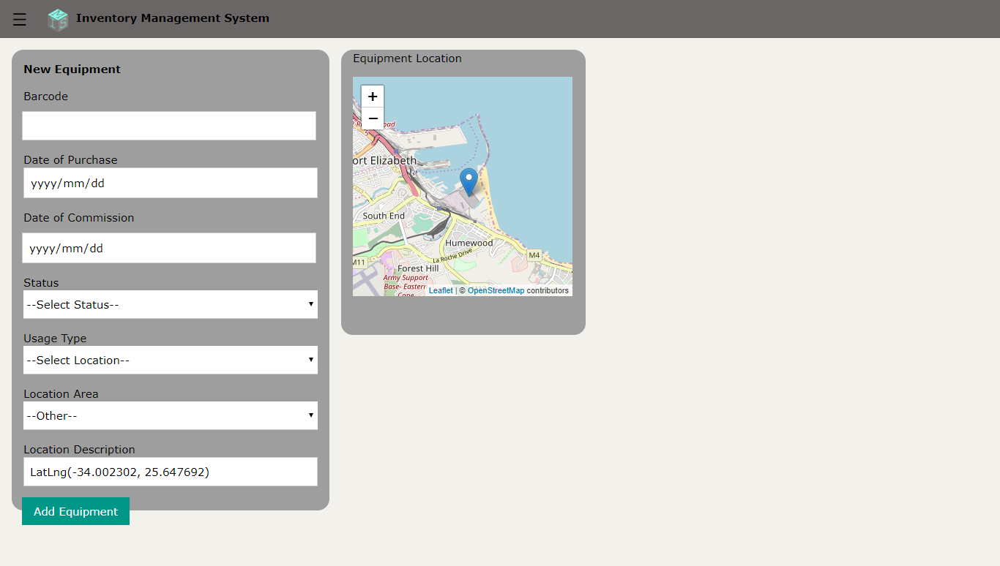 ☰ Inventory Management System
New Equipment
Barcode
Date of Purchase
yyyy/mm/dd
Date of Commission
yyyy/mm/dd
Status
--Select Status--
Usage Type
--Select Location--
Location Area
--Other--
Location Description
LatLng(-34.002302, 25.647692)
Add Equipment
Equipment Location
+
−
ort Elizabeth
South End
Humewood
La Roche Drive
M4
M11
Forest Hill
Army Support
Base- Eastern
Cape
Leaflet | © OpenStreetMap contributors